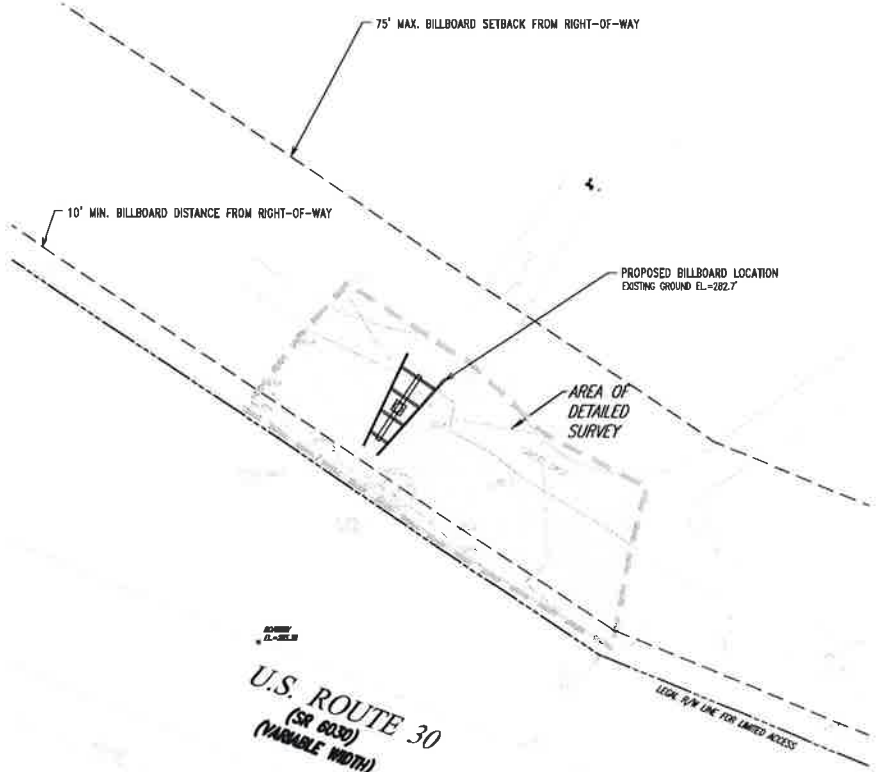 75' MAX. BILLBOARD SETBACK FROM RIGHT-OF-WAY
10' MIN. BILLBOARD DISTANCE FROM RIGHT-OF-WAY
PROPOSED BILLBOARD LOCATION
EXISTING GROUND EL.=282.7'
AREA OF
DETAILED
SURVEY
U.S. ROUTE 30
(SR 6030)
(VARIABLE WIDTH)
LEGAL R/W LINE FOR LIMITED ACCESS